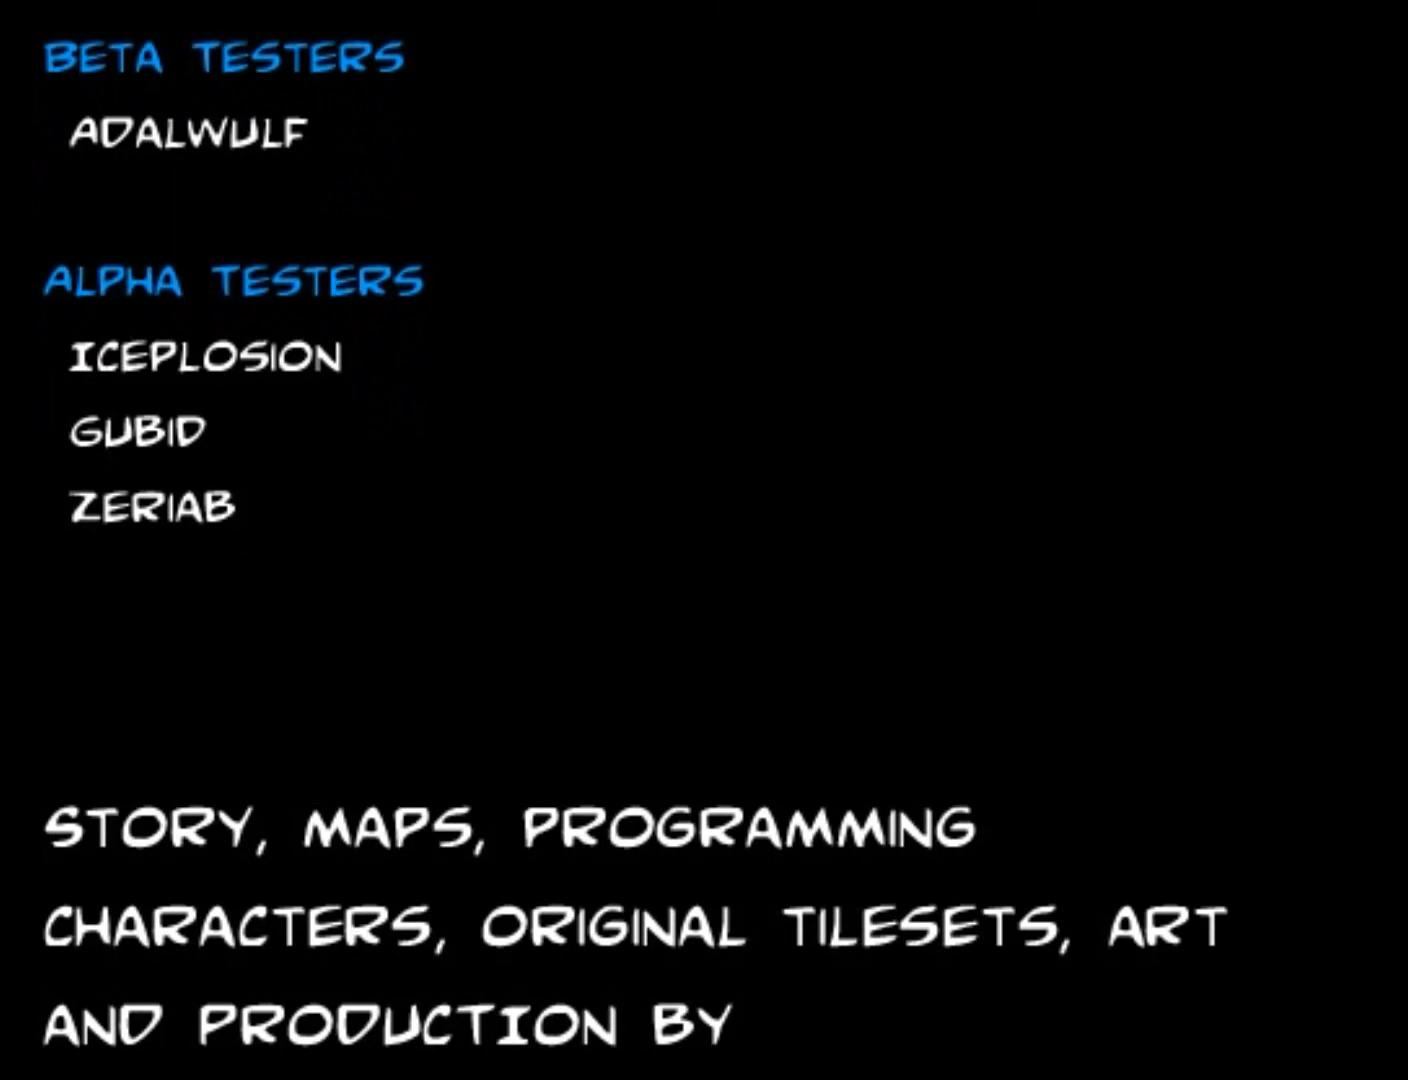 BETA TESTERS
ADALWULF
ALPHA TESTERS
ICEPLOSION
GUBID
ZERIAB
STORY, MAPS, PROGRAMMING
CHARACTERS, ORIGINAL TILESETS, ART
AND PRODUCTION BY